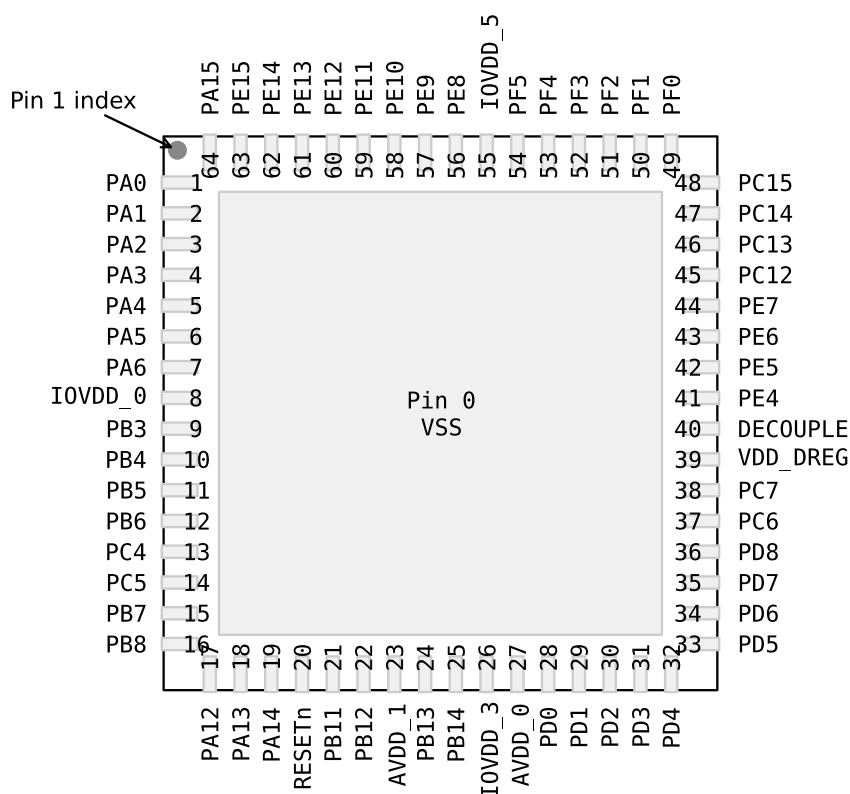 PA15 PE15 PE14 PE13 PE12 PE11 PE10 PE9 PE8 IOVDD_5 PF5 PF4 PF3 PF2 PF1 PF0
Pin 1 index
64 63 62 61 60 59 58 57 56 55 54 53 52 51 50 49
PA0 1 48 PC15
PA1 2 47 PC14
PA2 3 46 PC13
PA3 4 45 PC12
PA4 5 44 PE7
PA5 6 43 PE6
PA6 7 42 PE5
IOVDD_0 8 41 PE4
Pin 0
VSS
PB3 9 40 DECOUPLE
PB4 10 39 VDD_DREG
PB5 11 38 PC7
PB6 12 37 PC6
PC4 13 36 PD8
PC5 14 35 PD7
PB7 15 34 PD6
PB8 16 33 PD5
17 18 19 20 21 22 23 24 25 26 27 28 29 30 31 32
PA12 PA13 PA14 RESETn PB11 PB12 AVDD_1 PB13 PB14 IOVDD_3 AVDD_0 PD0 PD1 PD2 PD3 PD4